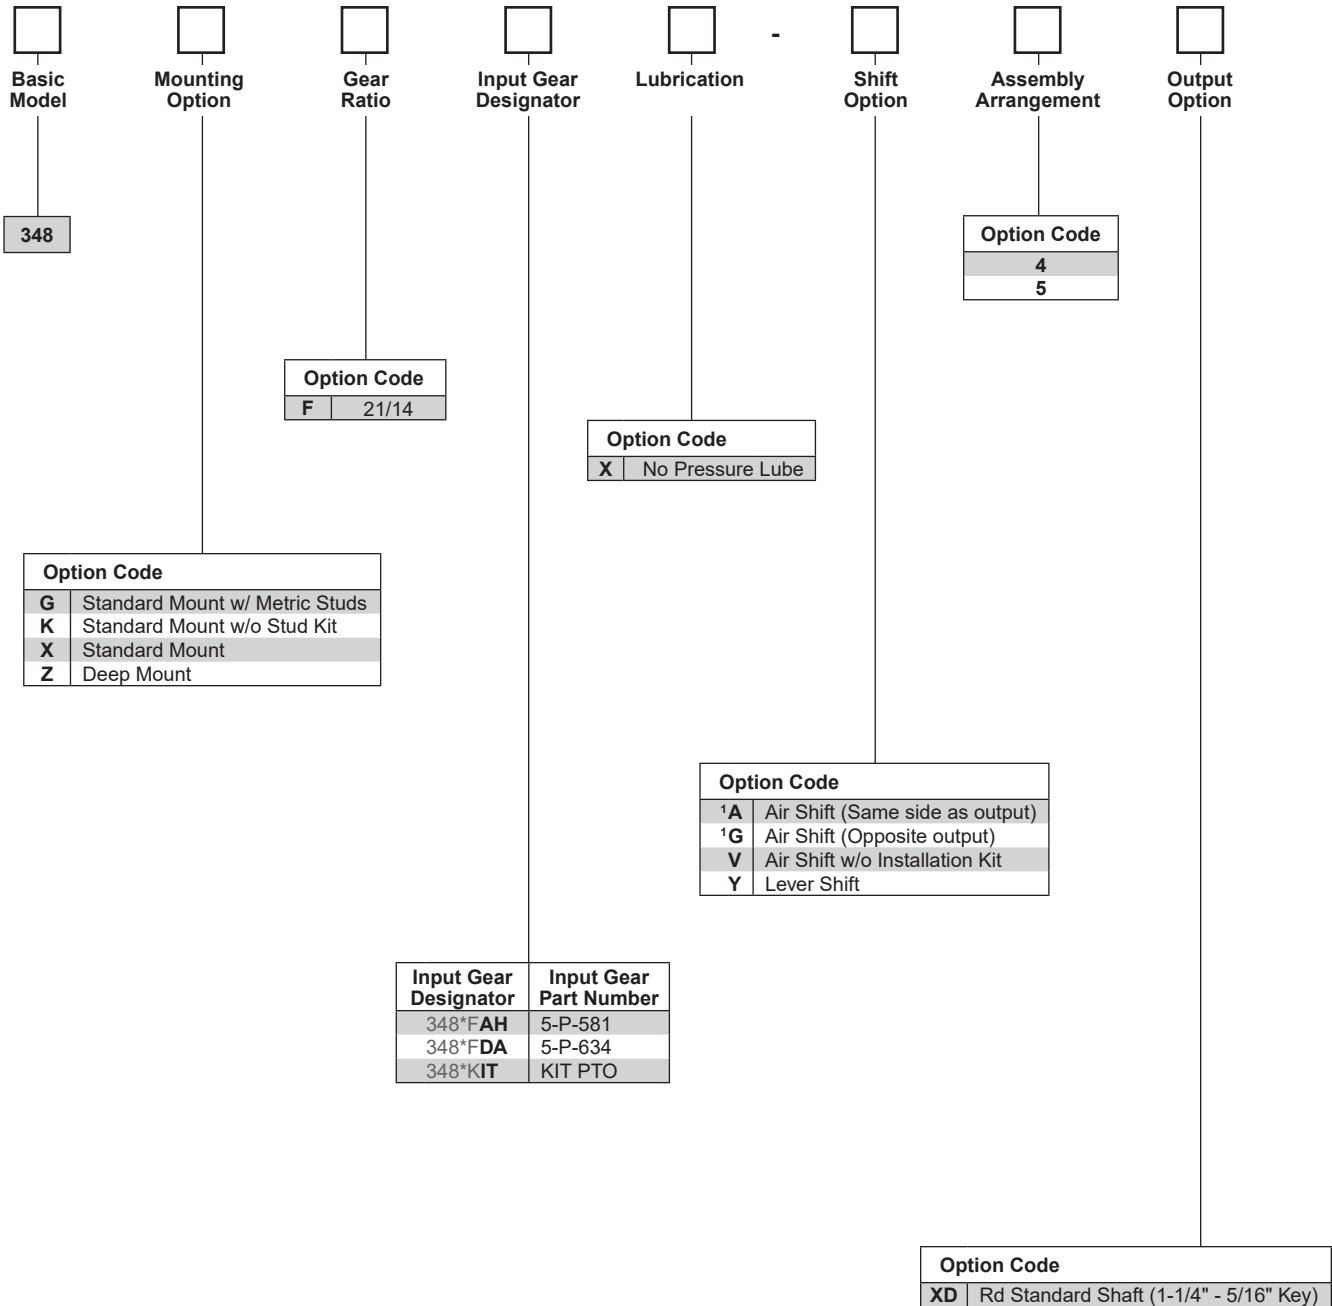 -
Basic Model
Mounting Option
Gear Ratio
Input Gear Designator
Lubrication
Shift Option
Assembly Arrangement
Output Option
348
Option Code
4
5
Option Code
F 21/14
Option Code
X No Pressure Lube
Option Code
G Standard Mount w/ Metric Studs
K Standard Mount w/o Stud Kit
X Standard Mount
Z Deep Mount
Option Code
¹A Air Shift (Same side as output)
¹G Air Shift (Opposite output)
V Air Shift w/o Installation Kit
Y Lever Shift
Input Gear Designator Input Gear Part Number
348*FAH 5-P-581
348*FDA 5-P-634
348*KIT KIT PTO
Option Code
XD Rd Standard Shaft (1-1/4" - 5/16" Key)